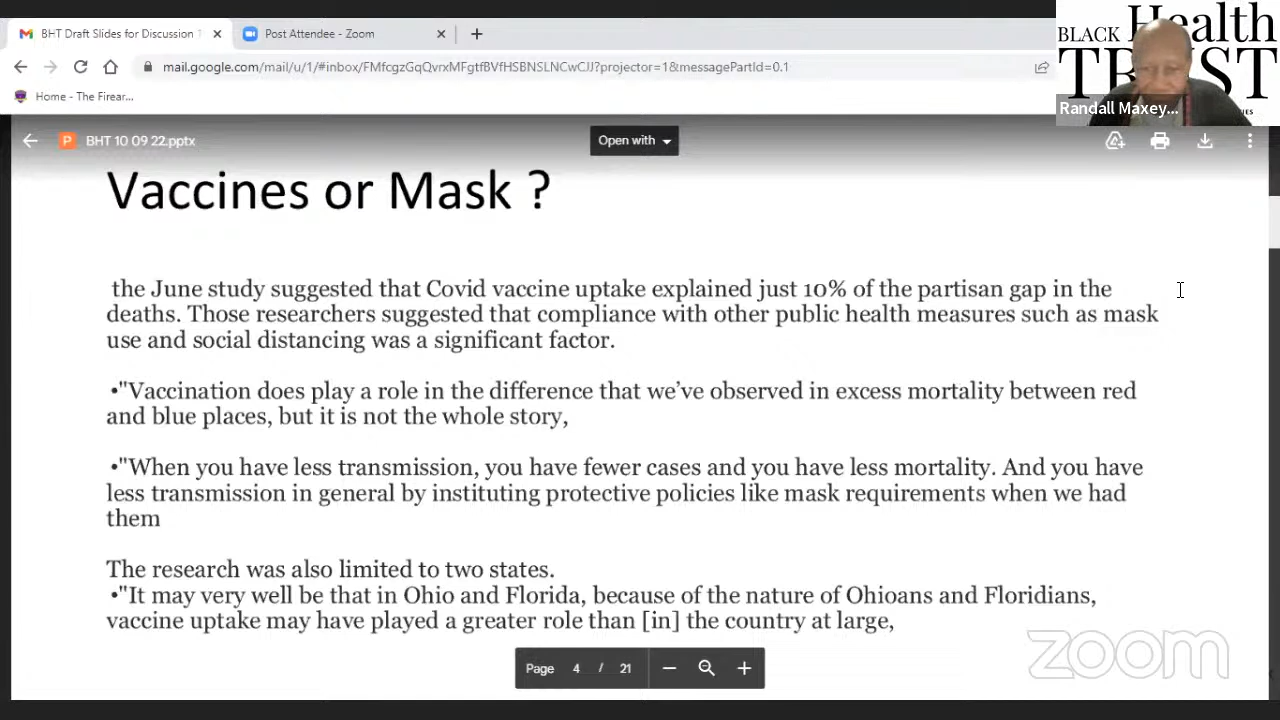 BHT Draft Slides for Discussion
Post Attendee - Zoom
BLACK Health
TRUST
mail.google.com/mail/u/1/#inbox/FMfcgzGqQvrxMFgtfBVfHSBNSLNCwCJJ?projector=1&messagePartId=0.1
Home - The Firear...
Randall Maxey...
BHT 10 09 22.pptx
Open with
Vaccines or Mask ?
the June study suggested that Covid vaccine uptake explained just 10% of the partisan gap in the
deaths. Those researchers suggested that compliance with other public health measures such as mask
use and social distancing was a significant factor.
•"Vaccination does play a role in the difference that we’ve observed in excess mortality between red
and blue places, but it is not the whole story,
•"When you have less transmission, you have fewer cases and you have less mortality. And you have
less transmission in general by instituting protective policies like mask requirements when we had
them
The research was also limited to two states.
•"It may very well be that in Ohio and Florida, because of the nature of Ohioans and Floridians,
vaccine uptake may have played a greater role than [in] the country at large,
zoom
Page 4 / 21